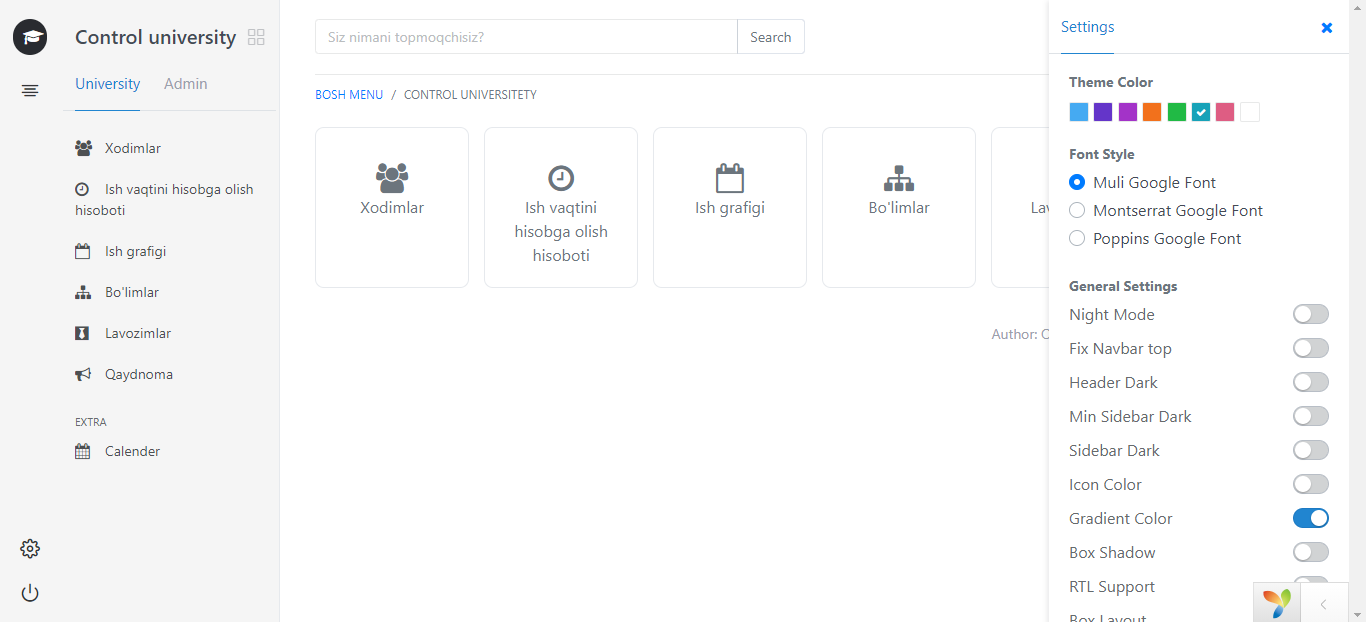 Control university
University Admin
Xodimlar
Ish vaqtini hisobga olish
hisoboti
Ish grafigi
Bo'limlar
Lavozimlar
Qaydnoma
EXTRA
Calender
Siz nimani topmoqchisiz? Search
BOSH MENU / CONTROL UNIVERSITETY
Xodimlar
Ish vaqtini
hisobga olish
hisoboti
Ish grafigi
Bo'limlar
Settings
Theme Color
Font Style
Muli Google Font
Montserrat Google Font
Poppins Google Font
General Settings
Night Mode
Fix Navbar top
Header Dark
Min Sidebar Dark
Sidebar Dark
Icon Color
Gradient Color
Box Shadow
RTL Support
Box Layout
Author: